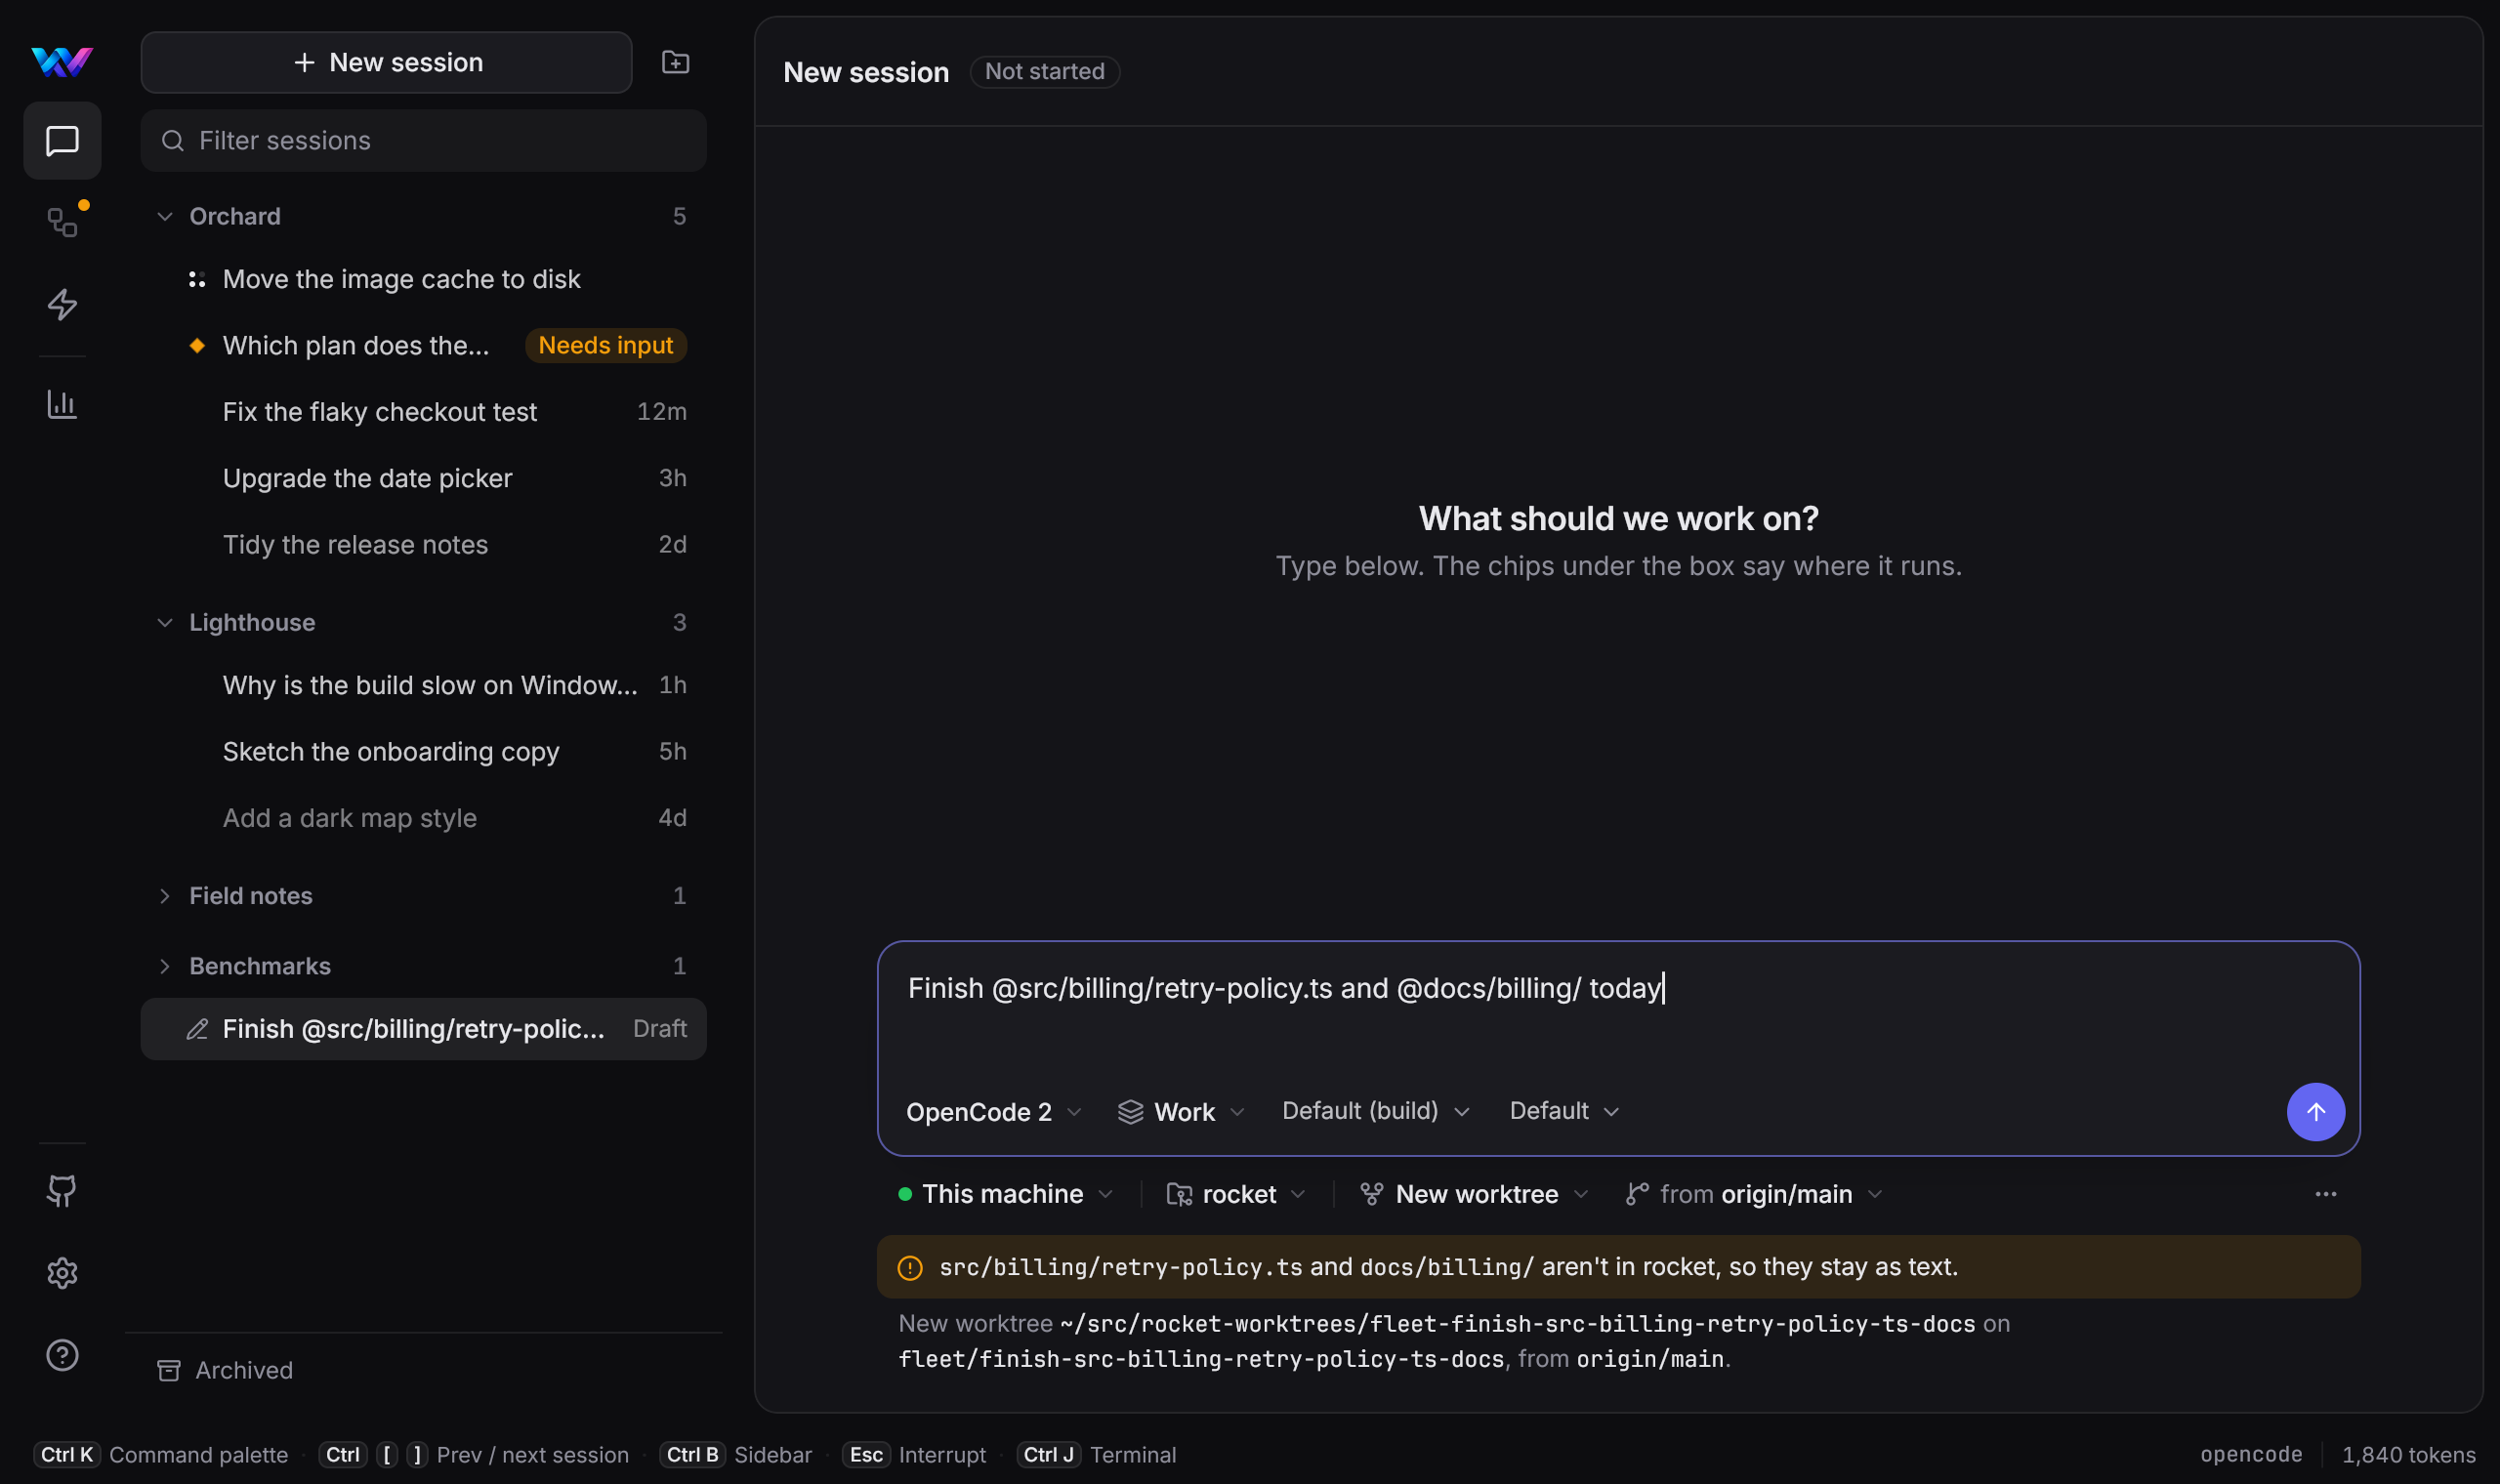 New session
Filter sessions
Orchard 5
Move the image cache to disk
Which plan does the... Needs input
Fix the flaky checkout test 12m
Upgrade the date picker 3h
Tidy the release notes 2d
Lighthouse 3
Why is the build slow on Window... 1h
Sketch the onboarding copy 5h
Add a dark map style 4d
Field notes 1
Benchmarks 1
Finish @src/billing/retry-polic... Draft
Archived
New session Not started
What should we work on?
Type below. The chips under the box say where it runs.
Finish @src/billing/retry-policy.ts and @docs/billing/ today
OpenCode 2 Work Default (build) Default
This machine rocket New worktree from origin/main
src/billing/retry-policy.ts and docs/billing/ aren't in rocket, so they stay as text.
New worktree ~/src/rocket-worktrees/fleet-finish-src-billing-retry-policy-ts-docs on
fleet/finish-src-billing-retry-policy-ts-docs, from origin/main.
Ctrl K Command palette · Ctrl [ ] Prev / next session · Ctrl B Sidebar · Esc Interrupt · Ctrl J Terminal
opencode 1,840 tokens